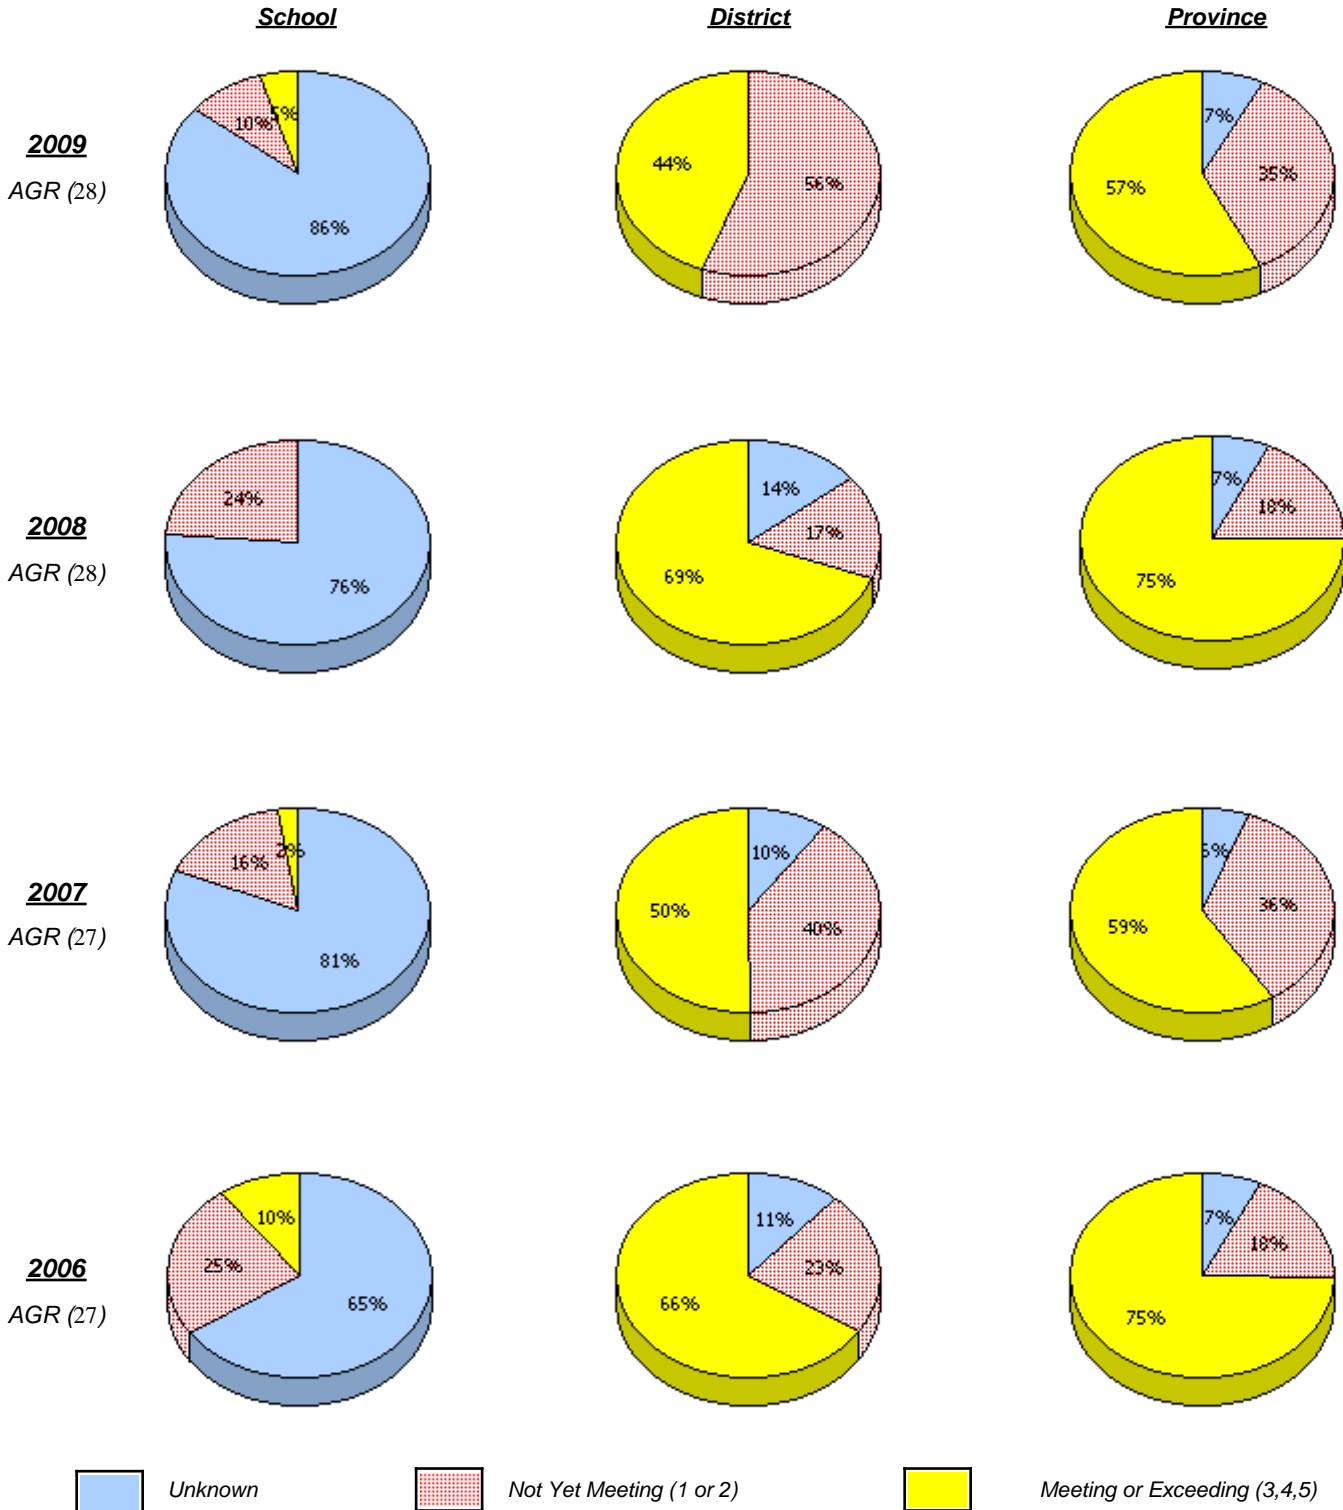 School District Province
2009
AGR (28)
10% 5% 86%
44% 56%
7% 35% 57%
2008
AGR (28)
24% 76%
14% 17% 69%
7% 18% 75%
2007
AGR (27)
16% 2% 81%
10% 50% 40%
36% 59%
2006
AGR (27)
10% 25% 65%
11% 23% 66%
7% 18% 75%
Unknown Not Yet Meeting (1 or 2) Meeting or Exceeding (3,4,5)